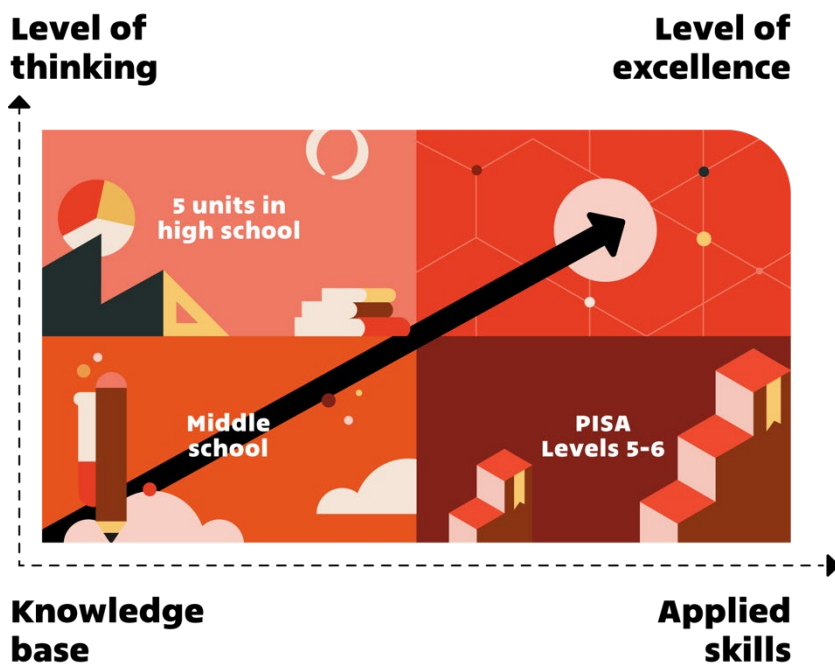 Level of
thinking
Level of
excellence
5 units in
high school
Middle
school
PISA
Levels 5-6
Knowledge
base
Applied
skills